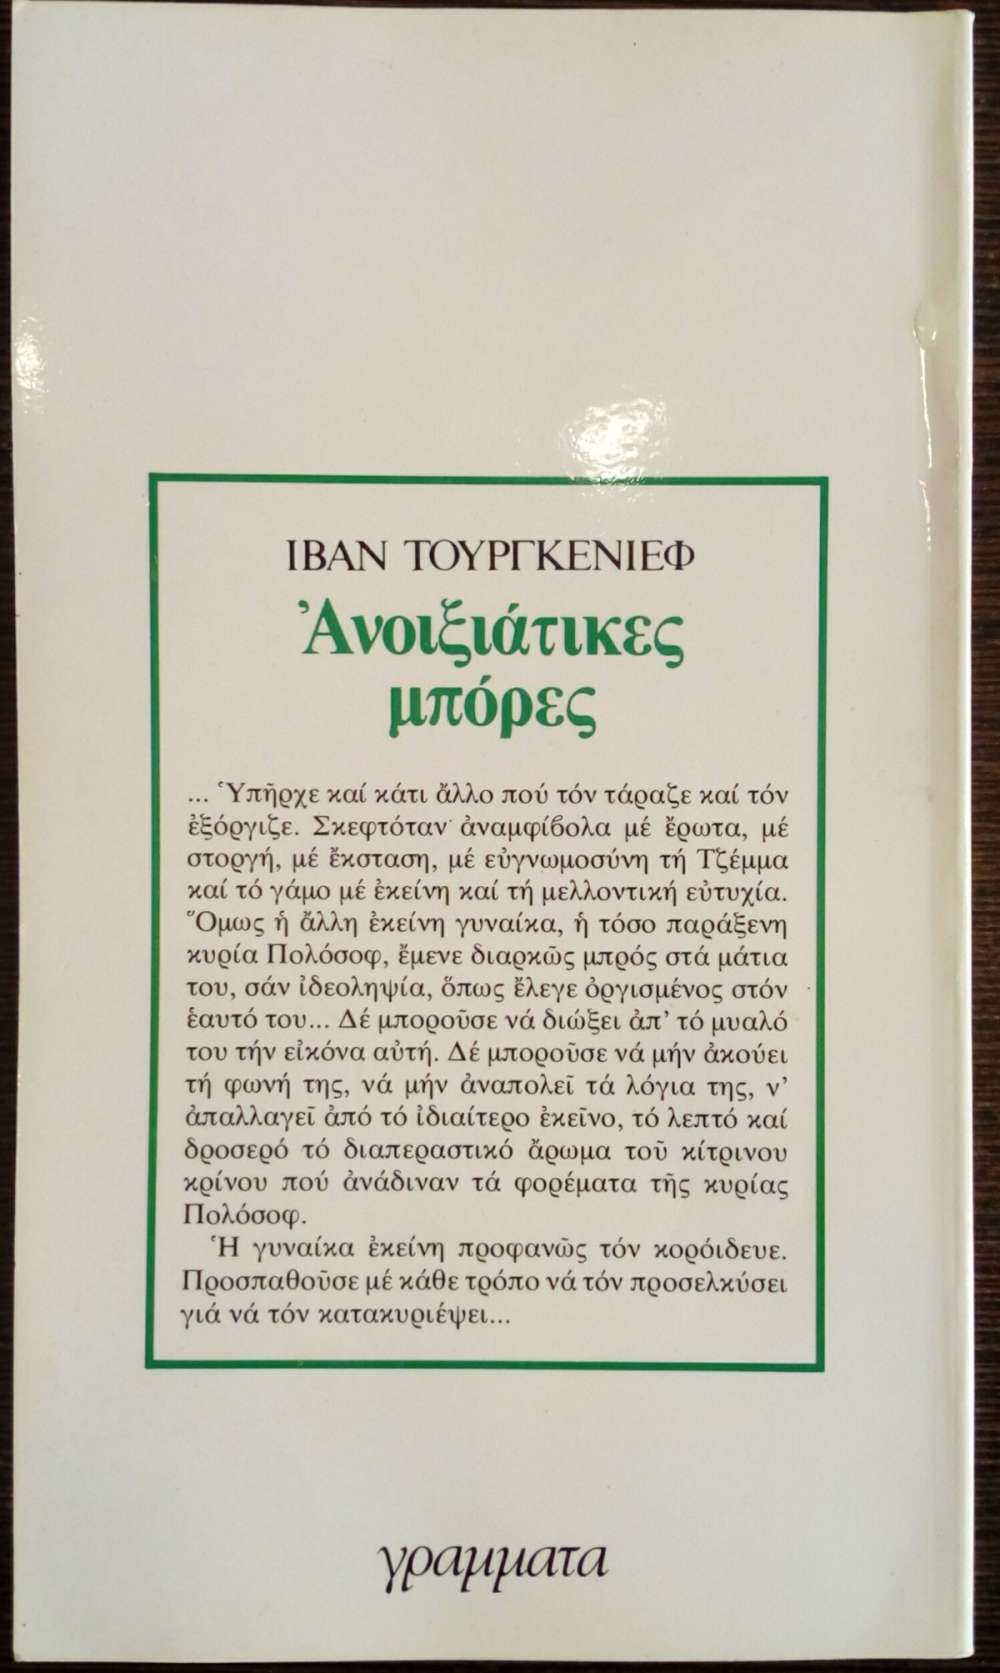 ΙΒΑΝ ΤΟΥΡΓΚΕΝΙΕΦ
Ἀνοιξιάτικες
μπόρες
... Ὑπῆρχε καί κάτι ἄλλο πού τόν τάραζε καί τόν
ἐξόργιζε. Σκεφτόταν ἀναμφίβολα μέ ἔρωτα, μέ
στοργή, μέ ἔκσταση, μέ εὐγνωμοσύνη τή Τζέμμα
καί τό γάμο μέ ἐκείνη καί τή μελλοντική εὐτυχία.
Ὅμως ἡ ἄλλη ἐκείνη γυναίκα, ἡ τόσο παράξενη
κυρία Πολόσοφ, ἔμενε διαρκῶς μπρός στά μάτια
του, σάν ἰδεοληψία, ὅπως ἔλεγε ὀργισμένος στόν
ἑαυτό του... Δέ μποροῦσε νά διώξει ἀπ’ τό μυαλό
του τήν εἰκόνα αὐτή. Δέ μποροῦσε νά μήν ἀκούει
τή φωνή της, νά μήν ἀναπολεῖ τά λόγια της, ν’
ἀπαλλαγεῖ ἀπό τό ἰδιαίτερο ἐκεῖνο, τό λεπτό καί
δροσερό τό διαπεραστικό ἄρωμα τοῦ κίτρινου
κρίνου πού ἀνάδιναν τά φορέματα τῆς κυρίας
Πολόσοφ.
Ἡ γυναίκα ἐκείνη προφανῶς τόν κορόιδευε.
Προσπαθοῦσε μέ κάθε τρόπο νά τόν προσελκύσει
γιά νά τόν κατακυριέψει...
γραμματα